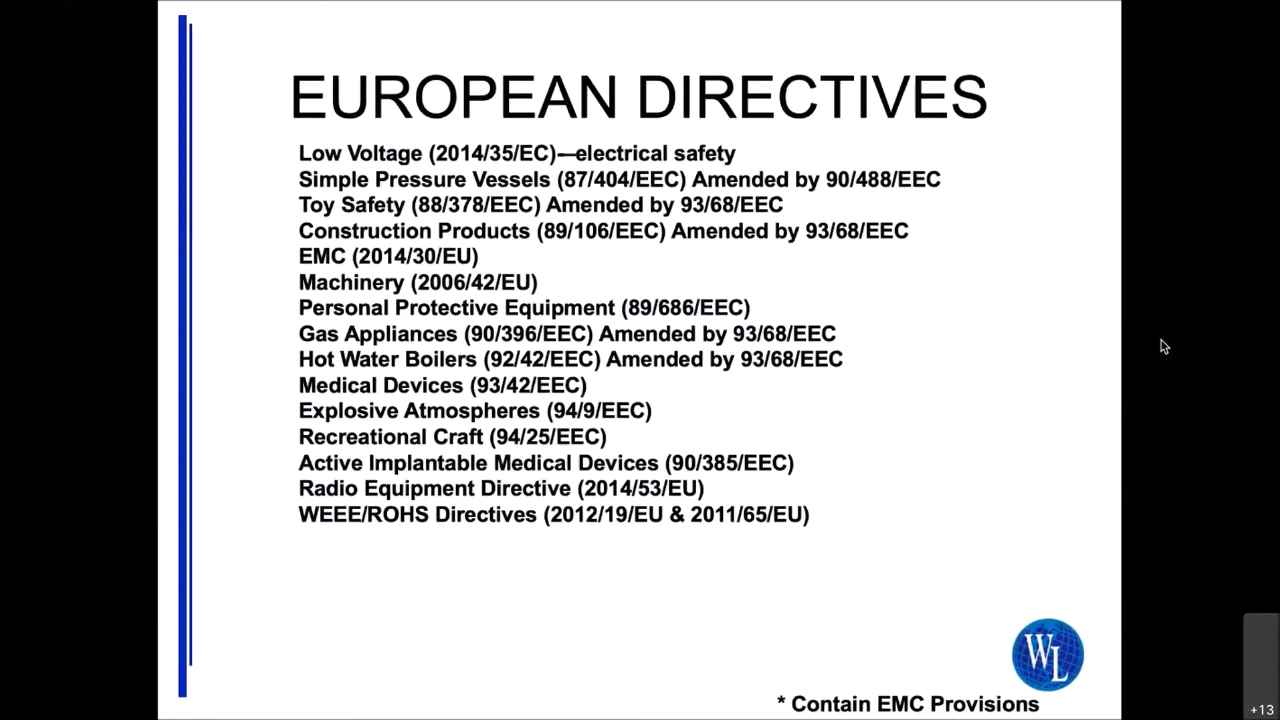 EUROPEAN DIRECTIVES
Low Voltage (2014/35/EC)—electrical safety
Simple Pressure Vessels (87/404/EEC) Amended by 90/488/EEC
Toy Safety (88/378/EEC) Amended by 93/68/EEC
Construction Products (89/106/EEC) Amended by 93/68/EEC
EMC (2014/30/EU)
Machinery (2006/42/EU)
Personal Protective Equipment (89/686/EEC)
Gas Appliances (90/396/EEC) Amended by 93/68/EEC
Hot Water Boilers (92/42/EEC) Amended by 93/68/EEC
Medical Devices (93/42/EEC)
Explosive Atmospheres (94/9/EEC)
Recreational Craft (94/25/EEC)
Active Implantable Medical Devices (90/385/EEC)
Radio Equipment Directive (2014/53/EU)
WEEE/ROHS Directives (2012/19/EU & 2011/65/EU)
WL
* Contain EMC Provisions
+13